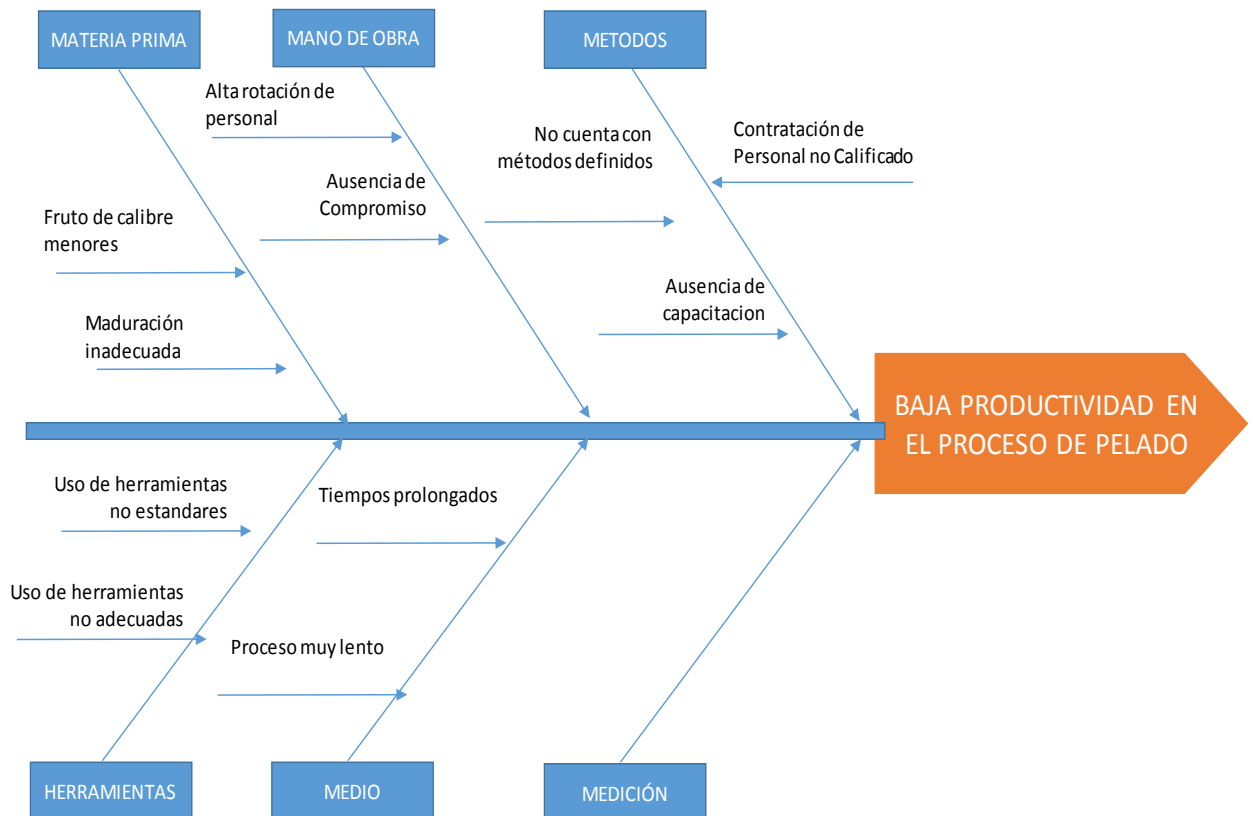 MATERIA PRIMA
MANO DE OBRA
METODOS
Alta rotación de
personal
No cuenta con
métodos definidos
Contratación de
Personal no Calificado
Ausencia de
Compromiso
Fruto de calibre
menores
Ausencia de
capacitacion
Maduración
inadecuada
BAJA PRODUCTIVIDAD EN
EL PROCESO DE PELADO
Uso de herramientas
no estandares
Tiempos prolongados
Uso de herramientas
no adecuadas
Proceso muy lento
HERRAMIENTAS
MEDIO
MEDICIÓN